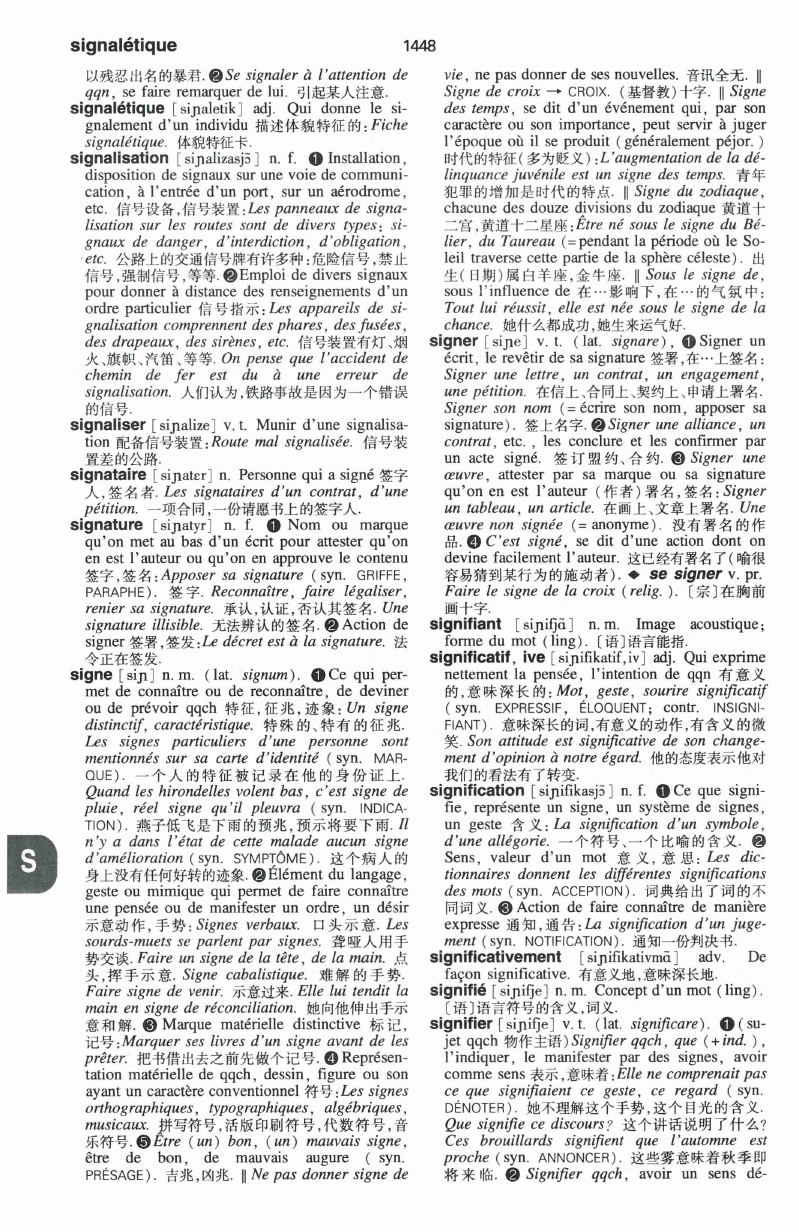 signalétique
1448
以残忍出名的暴君. ❷ Se signaler à l'attention de
qqn, se faire remarquer de lui. 引起某人注意.
signalétique [siɲaletik] adj. Qui donne le si-
gnalement d'un individu 描述体貌特征的: Fiche
signalétique. 体貌特征卡.
signalisation [siɲalizasjɔ̃] n. f. ❶ Installation,
disposition de signaux sur une voie de communi-
cation, à l'entrée d'un port, sur un aérodrome,
etc. 信号设备,信号装置: Les panneaux de signa-
lisation sur les routes sont de divers types: si-
gnaux de danger, d'interdiction, d'obligation,
etc. 公路上的交通信号牌有许多种:危险信号,禁止
信号,强制信号,等等. ❷ Emploi de divers signaux
pour donner à distance des renseignements d'un
ordre particulier 信号指示: Les appareils de si-
gnalisation comprennent des phares, des fusées,
des drapeaux, des sirènes, etc. 信号装置有灯、烟
火、旗帜、汽笛、等等. On pense que l'accident de
chemin de fer est du à une erreur de
signalisation. 人们认为,铁路事故是因为一个错误
的信号.
signaliser [siɲalize] v. t. Munir d'une signalisa-
tion 配备信号装置: Route mal signalisée. 信号装
置差的公路.
signataire [siɲatɛr] n. Personne qui a signé 签字
人,签名者. Les signataires d'un contrat, d'une
pétition. 一项合同,一份请愿书上的签字人.
signature [siɲatyr] n. f. ❶ Nom ou marque
qu'on met au bas d'un écrit pour attester qu'on
en est l'auteur ou qu'on en approuve le contenu
签字,签名: Apposer sa signature (syn. GRIFFE,
PARAPHE). 签字. Reconnaître, faire légaliser,
renier sa signature. 承认,认证,否认其签名. Une
signature illisible. 无法辨认的签名. ❷ Action de
signer 签署,签发: Le décret est à la signature. 法
令正在签发.
signe [siɲ] n. m. (lat. signum). ❶ Ce qui per-
met de connaître ou de reconnaître, de deviner
ou de prévoir qqch 特征,征兆,迹象: Un signe
distinctif, caractéristique. 特殊的、特有的征兆.
Les signes particuliers d'une personne sont
mentionnés sur sa carte d'identité (syn. MAR-
QUE). 一个人的特征被记录在他的身份证上.
Quand les hirondelles volent bas, c'est signe de
pluie, réel signe qu'il pleuvra (syn. INDICA-
TION). 燕子低飞是下雨的预兆,预示将要下雨. Il
n'y a dans l'état de cette malade aucun signe
d'amélioration (syn. SYMPTÔME). 这个病人的
身上没有任何好转的迹象. ❷ Élément du langage,
geste ou mimique qui permet de faire connaître
une pensée ou de manifester un ordre, un désir
示意动作,手势: Signes verbaux. 口头示意. Les
sourds-muets se parlent par signes. 聋哑人用手
势交谈. Faire un signe de la tête, de la main. 点
头,挥手示意. Signe cabalistique. 难解的手势.
Faire signe de venir. 示意过来. Elle lui tendit la
main en signe de réconciliation. 她向他伸出手示
意和解. ❸ Marque matérielle distinctive 标记,
记号: Marquer ses livres d'un signe avant de les
prêter. 把书借出去之前先做个记号. ❹ Représen-
tation matérielle de qqch, dessin, figure ou son
ayant un caractère conventionnel 符号: Les signes
orthographiques, typographiques, algébriques,
musicaux. 拼写符号,活版印刷符号,代数符号,音
乐符号. ❺ Être (un) bon, (un) mauvais signe,
être de bon, de mauvais augure (syn.
PRÉSAGE). 吉兆,凶兆. ‖ Ne pas donner signe de
S
vie, ne pas donner de ses nouvelles. 音讯全无. ‖
Signe de croix → CROIX. (基督教)十字. ‖ Signe
des temps, se dit d'un événement qui, par son
caractère ou son importance, peut servir à juger
l'époque où il se produit (généralement péjor.)
时代的特征(多为贬义): L'augmentation de la dé-
linquance juvénile est un signe des temps. 青年
犯罪的增加是时代的特点. ‖ Signe du zodiaque,
chacune des douze divisions du zodiaque 黄道十
二宫,黄道十二星座: Être né sous le signe du Bé-
lier, du Taureau (= pendant la période où le So-
leil traverse cette partie de la sphère céleste). 出
生(日期)属白羊座,金牛座. ‖ Sous le signe de,
sous l'influence de 在…影响下,在…的气氛中:
Tout lui réussit, elle est née sous le signe de la
chance. 她什么都成功,她生来运气好.
signer [siɲe] v. t. (lat. signare), ❶ Signer un
écrit, le revêtir de sa signature 签署,在…上签名:
Signer une lettre, un contrat, un engagement,
une pétition. 在信上、合同上、契约上、申请上署名.
Signer son nom (= écrire son nom, apposer sa
signature). 签上名字. ❷ Signer une alliance, un
contrat, etc., les conclure et les confirmer par
un acte signé. 签订盟约、合约. ❸ Signer une
œuvre, attester par sa marque ou sa signature
qu'on en est l'auteur (作者)署名,签名: Signer
un tableau, un article. 在画上、文章上署名. Une
œuvre non signée (= anonyme). 没有署名的作
品. ❹ C'est signé, se dit d'une action dont on
devine facilement l'auteur. 这已经有署名了(喻很
容易猜到某行为的施动者). ◆ se signer v. pr.
Faire le signe de la croix (relig.). 〔宗〕在胸前
画十字.
signifiant [siɲifjɑ̃] n. m. Image acoustique;
forme du mot (ling). 〔语〕语言能指.
significatif, ive [siɲifikatif, iv] adj. Qui exprime
nettement la pensée, l'intention de qqn 有意义
的,意味深长的: Mot, geste, sourire significatif
(syn. EXPRESSIF, ÉLOQUENT; contr. INSIGNI-
FIANT). 意味深长的词,有意义的动作,有含义的微
笑. Son attitude est significative de son change-
ment d'opinion à notre égard. 他的态度表示他对
我们的看法有了转变.
signification [siɲifikasjɔ̃] n. f. ❶ Ce que signi-
fie, représente un signe, un système de signes,
un geste 含义: La signification d'un symbole,
d'une allégorie. 一个符号、一个比喻的含义. ❷
Sens, valeur d'un mot 意义,意思: Les dic-
tionnaires donnent les différentes significations
des mots (syn. ACCEPTION). 词典给出了词的不
同词义. ❸ Action de faire connaître de manière
expresse 通知,通告: La signification d'un juge-
ment (syn. NOTIFICATION). 通知一份判决书.
significativement [siɲifikativmɑ̃] adv. De
façon significative. 有意义地,意味深长地.
signifié [siɲifje] n. m. Concept d'un mot (ling).
〔语〕语言符号的含义,词义.
signifier [siɲifje] v. t. (lat. significare). ❶ (su-
jet qqch 物作主语) Signifier qqch, que (+ ind.),
l'indiquer, le manifester par des signes, avoir
comme sens 表示,意味着: Elle ne comprenait pas
ce que signifiaient ce geste, ce regard (syn.
DÉNOTER). 她不理解这个手势,这个目光的含义.
Que signifie ce discours? 这个讲话说明了什么?
Ces brouillards signifient que l'automne est
proche (syn. ANNONCER). 这些雾意味着秋季即
将来临. ❷ Signifier qqch, avoir un sens dé-